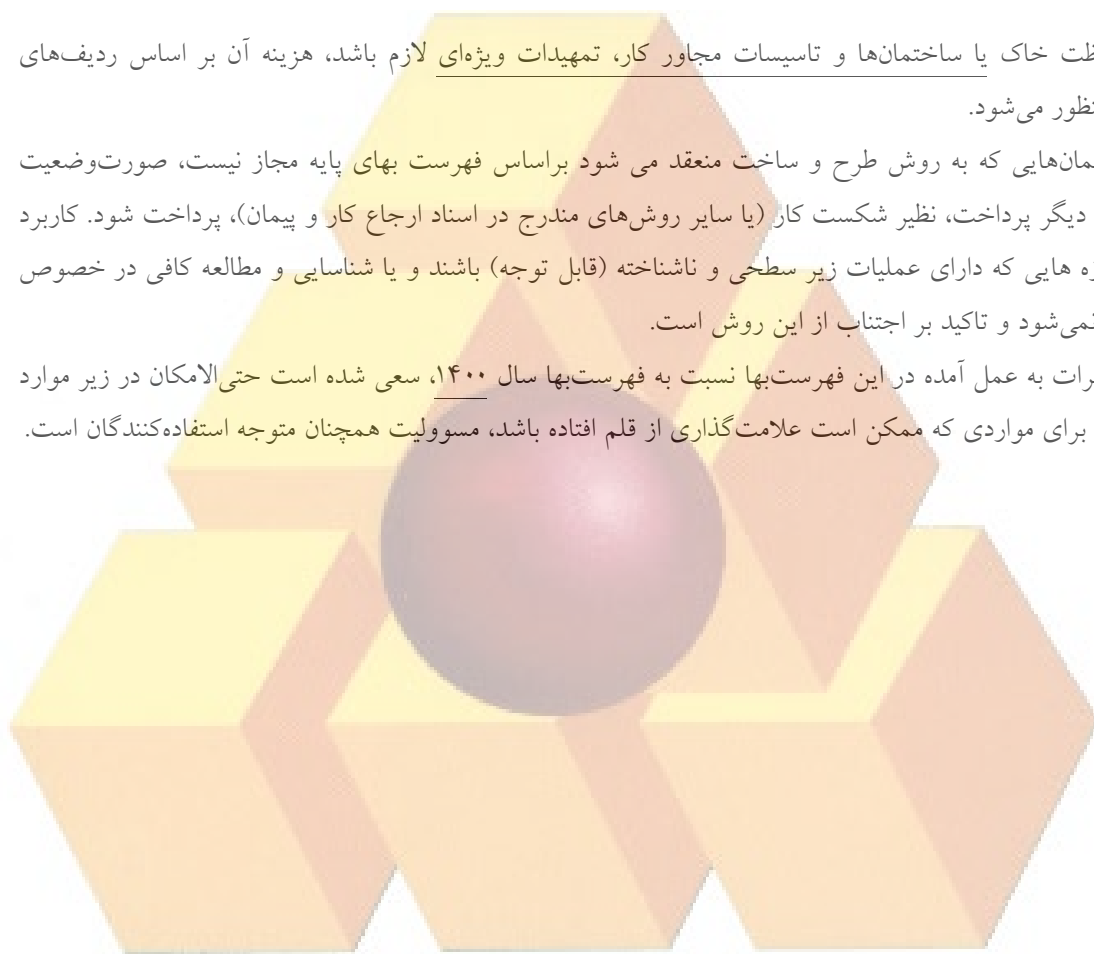 ظت خاک یا ساختمان‌ها و تاسیسات مجاور کار، تمهیدات ویژه‌ای لازم باشد، هزینه آن بر اساس ردیف‌های
نظور می‌شود.
مان‌هایی که به روش طرح و ساخت منعقد می شود براساس فهرست بهای پایه مجاز نیست، صورت‌وضعیت
دیگر پرداخت، نظیر شکست کار (یا سایر روش‌های مندرج در اسناد ارجاع کار و پیمان)، پرداخت شود. کاربرد
ژه هایی که دارای عملیات زیر سطحی و ناشناخته (قابل توجه) باشند و یا شناسایی و مطالعه کافی در خصوص
نمی‌شود و تاکید بر اجتناب از این روش است.
رات به عمل آمده در این فهرست‌بها نسبت به فهرست‌بها سال ۱۴۰۰، سعی شده است حتی‌الامکان در زیر موارد
برای مواردی که ممکن است علامت‌گذاری از قلم افتاده باشد، مسوولیت همچنان متوجه استفاده‌کنندگان است.